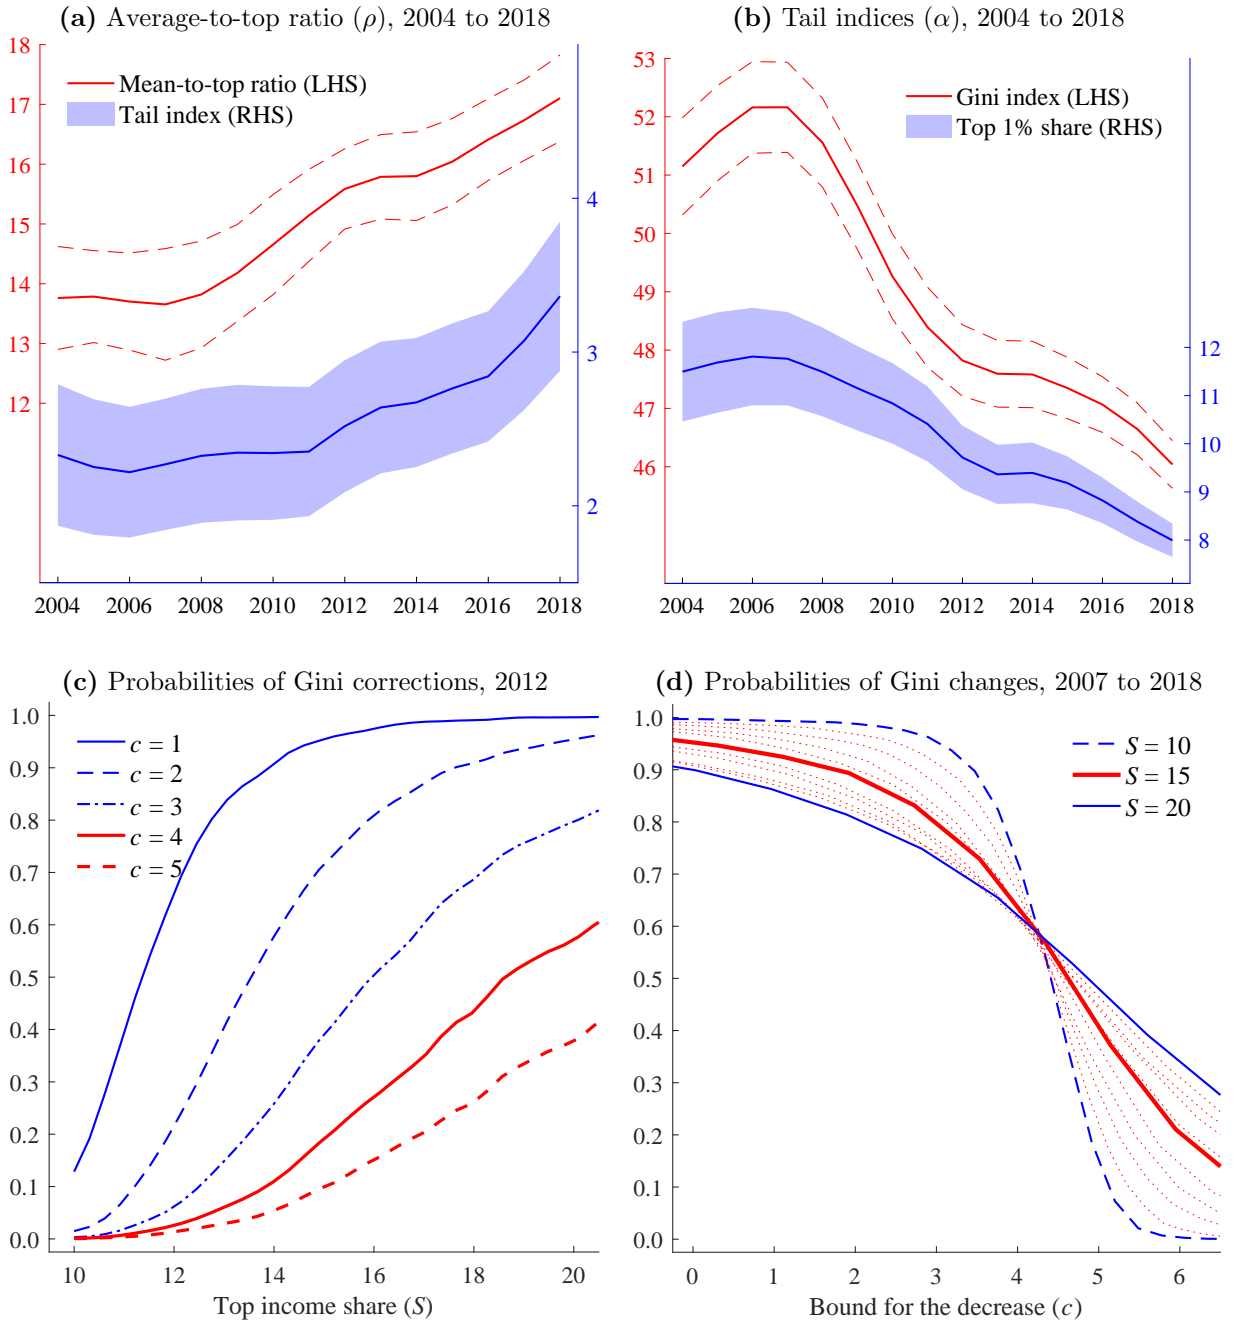 (a) Average-to-top ratio (ρ), 2004 to 2018
18
17
16
15
14
13
12
Mean-to-top ratio (LHS)
Tail index (RHS)
4
3
2
2004 2006 2008 2010 2012 2014 2016 2018
(b) Tail indices (α), 2004 to 2018
53
52
51
50
49
48
47
46
Gini index (LHS)
Top 1% share (RHS)
12
11
10
9
8
2004 2006 2008 2010 2012 2014 2016 2018
(c) Probabilities of Gini corrections, 2012
1.0
0.9
0.8
0.7
0.6
0.5
0.4
0.3
0.2
0.1
0.0
c = 1
c = 2
c = 3
c = 4
c = 5
10 12 14 16 18 20
Top income share (S)
(d) Probabilities of Gini changes, 2007 to 2018
1.0
0.9
0.8
0.7
0.6
0.5
0.4
0.3
0.2
0.1
0.0
S = 10
S = 15
S = 20
0 1 2 3 4 5 6
Bound for the decrease (c)